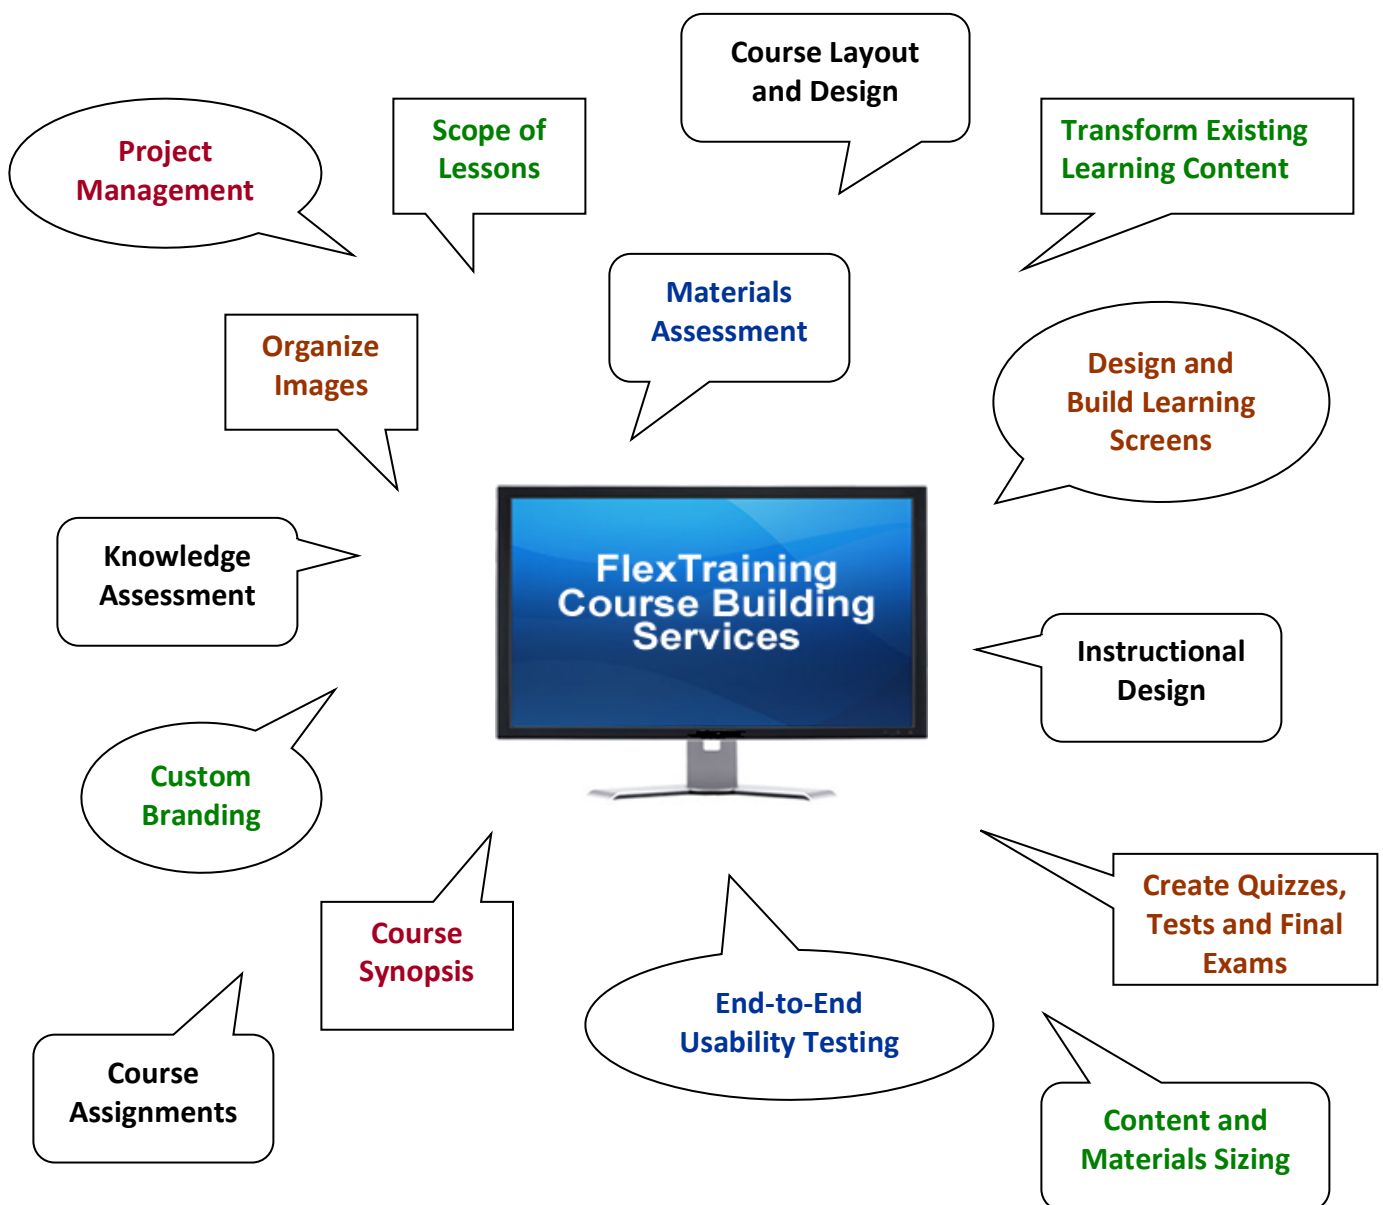 Course Layout
and Design
Project
Management
Scope of
Lessons
Transform Existing
Learning Content
Materials
Assessment
Organize
Images
Design and
Build Learning
Screens
Knowledge
Assessment
FlexTraining
Course Building
Services
Instructional
Design
Custom
Branding
Course
Synopsis
Create Quizzes,
Tests and Final
Exams
End-to-End
Usability Testing
Course
Assignments
Content and
Materials Sizing